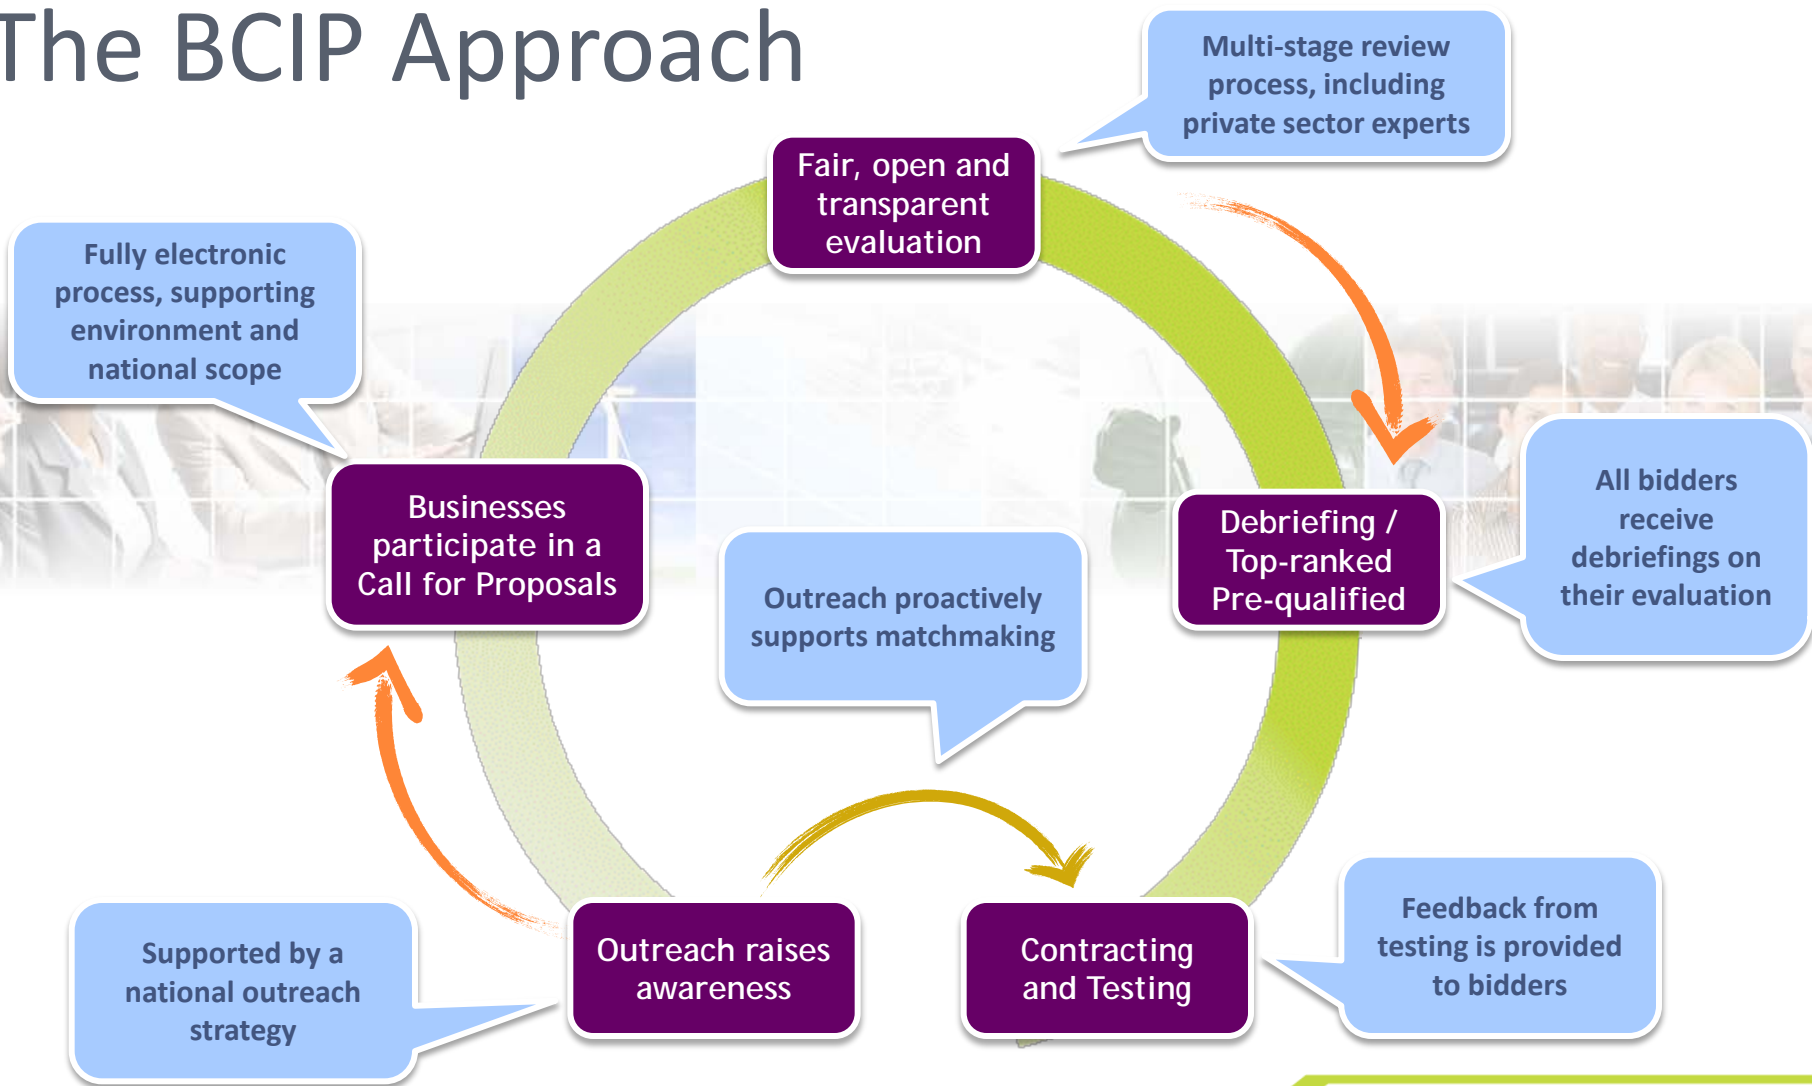 The BCIP Approach
Multi-stage review
process, including
private sector experts
Fair, open and
transparent
evaluation
Fully electronic
process, supporting
environment and
national scope
Businesses
participate in a
Call for Proposals
Debriefing /
Top-ranked
Pre-qualified
All bidders
receive
debriefings on
their evaluation
Outreach proactively
supports matchmaking
Supported by a
national outreach
strategy
Outreach raises
awareness
Contracting
and Testing
Feedback from
testing is provided
to bidders